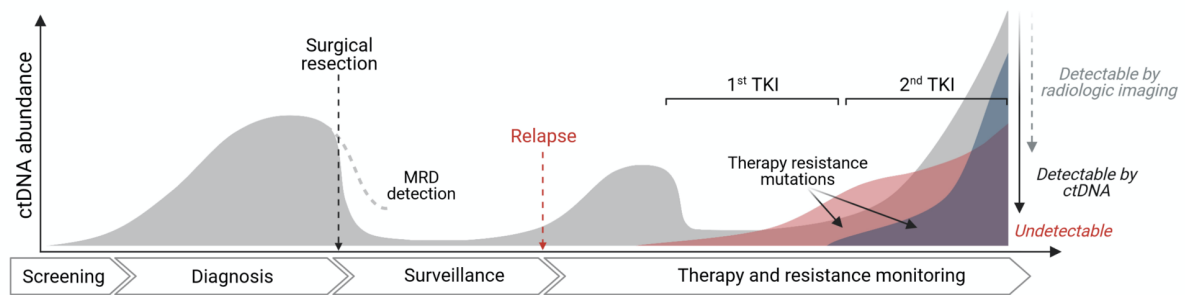 ctDNA abundance
Surgical
resection
MRD
detection
Relapse
1st TKI
2nd TKI
Therapy resistance
mutations
Detectable by
radiologic imaging
Detectable by
ctDNA
Undetectable
Screening
Diagnosis
Surveillance
Therapy and resistance monitoring